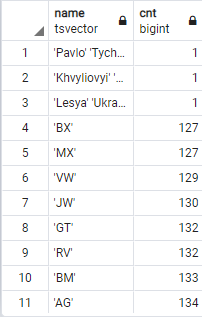 name cnt
tsvector bigint
1 'Pavlo' 'Tych... 1
2 'Khvyliovyi' '... 1
3 'Lesya' 'Ukra... 1
4 'BX' 127
5 'MX' 127
6 'VW' 129
7 'JW' 130
8 'GT' 132
9 'RV' 132
10 'BM' 133
11 'AG' 134